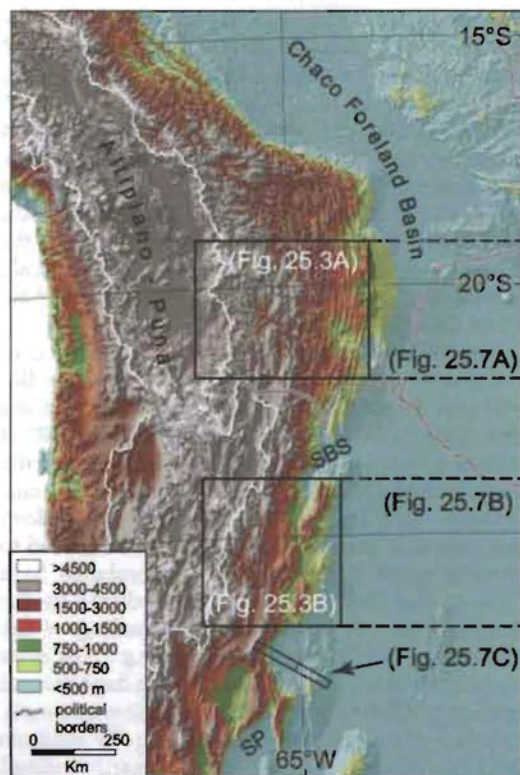 15°S
Chaco Foreland Basin
Altiplano - Puna
(Fig. 25.3A)
20°S
(Fig. 25.7A)
SBS
(Fig. 25.7B)
(Fig. 25.3B)
(Fig. 25.7C)
SP
65°W
>4500
3000-4500
1500-3000
1000-1500
750-1000
500-750
<500 m
political
borders
0 250
Km